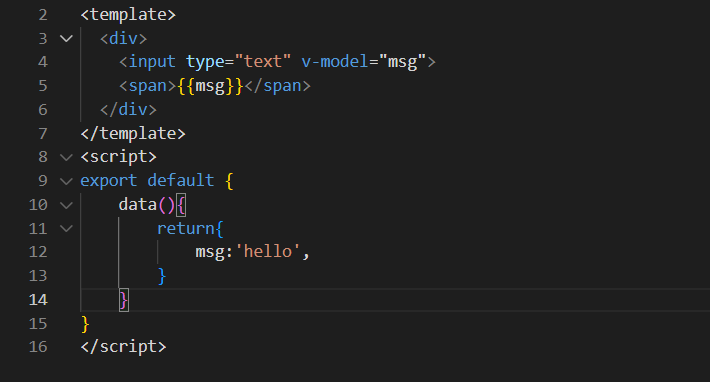 2 <template>
3 <div>
4 <input type="text" v-model="msg">
5 <span>{{msg}}</span>
6 </div>
7 </template>
8 <script>
9 export default {
10 data(){
11 return{
12 msg:'hello',
13 }
14 }
15 }
16 </script>